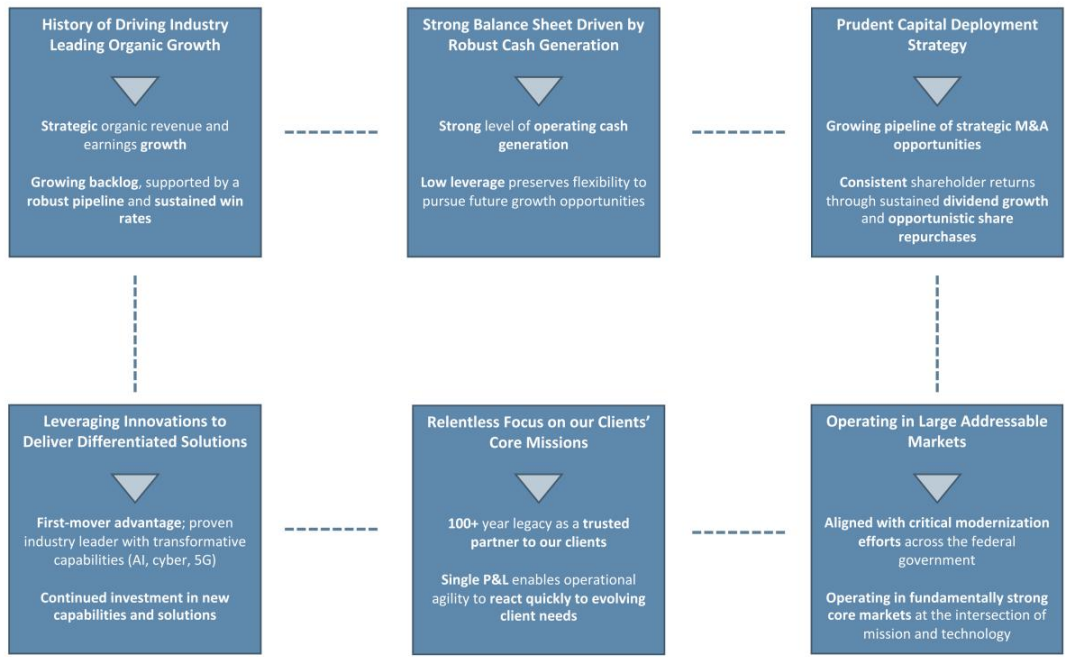 History of Driving Industry
Leading Organic Growth
Strategic organic revenue and
earnings growth
Growing backlog, supported by a
robust pipeline and sustained win
rates
Strong Balance Sheet Driven by
Robust Cash Generation
Strong level of operating cash
generation
Low leverage preserves flexibility to
pursue future growth opportunities
Prudent Capital Deployment
Strategy
Growing pipeline of strategic M&A
opportunities
Consistent shareholder returns
through sustained dividend growth
and opportunistic share
repurchases
Leveraging Innovations to
Deliver Differentiated Solutions
First-mover advantage; proven
industry leader with transformative
capabilities (AI, cyber, 5G)
Continued investment in new
capabilities and solutions
Relentless Focus on our Clients'
Core Missions
100+ year legacy as a trusted
partner to our clients
Single P&L enables operational
agility to react quickly to evolving
client needs
Operating in Large Addressable
Markets
Aligned with critical modernization
efforts across the federal
government
Operating in fundamentally strong
core markets at the intersection of
mission and technology